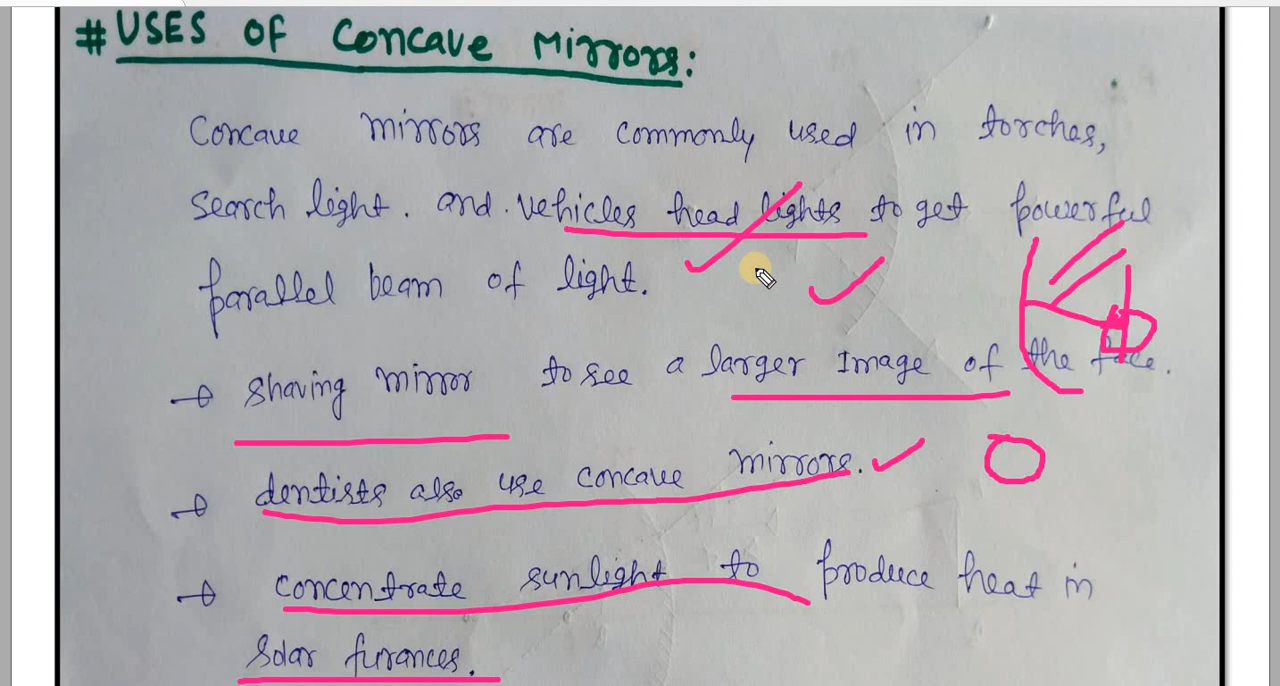 # USES OF Concave Mirrors:
Concave mirrors are commonly used in torches,
search light. and. vehicles head lights to get powerful
parallel beam of light.
→ shaving mirror to see a larger Image of the face.
→ dentists also use concave mirrors.
→ concentrate sunlight to produce heat in
solar furances.